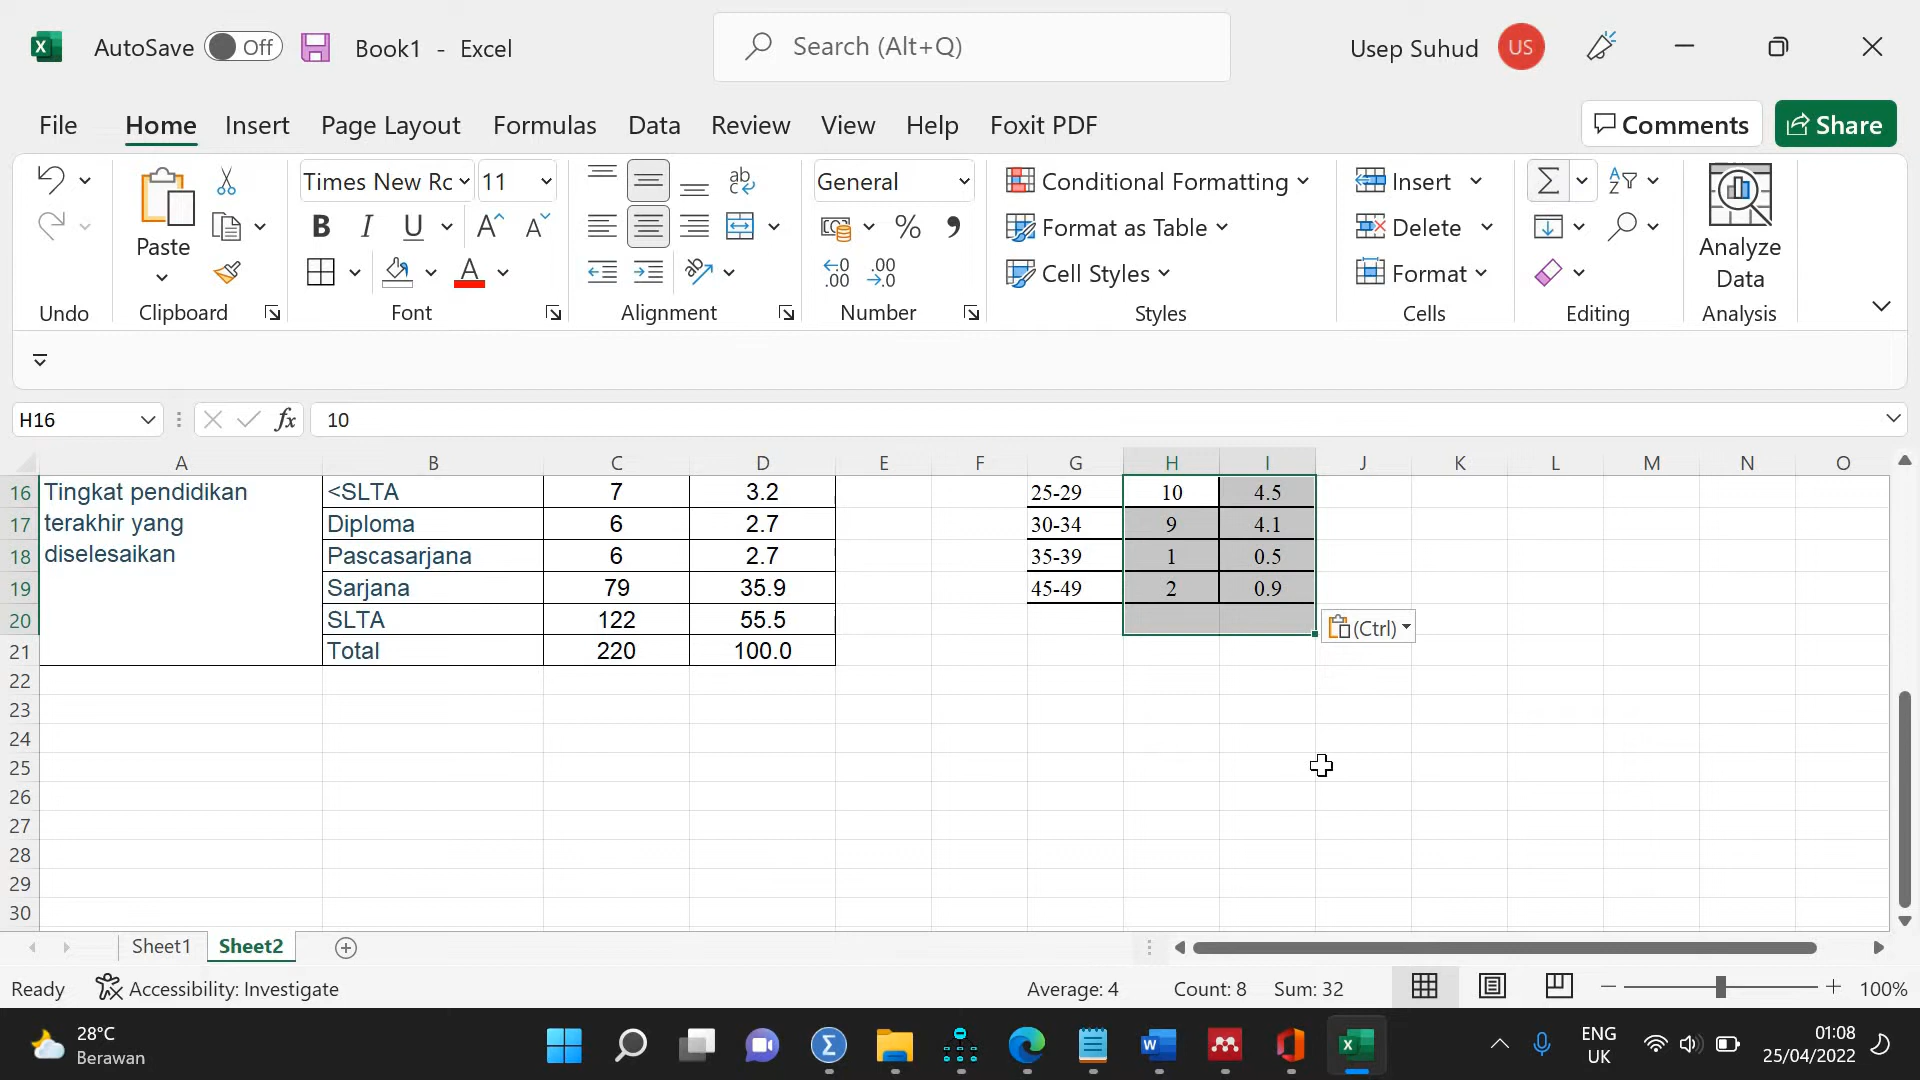 AutoSave Off Book1 - Excel Search (Alt+Q) Usep Suhud US
File Home Insert Page Layout Formulas Data Review View Help Foxit PDF Comments Share
Times New Rc 11 General Conditional Formatting Insert
Paste B I U A A % Format as Table Delete Analyze
Cell Styles Format Data
Undo Clipboard Font Alignment Number Styles Cells Editing Analysis
H16 fx 10
A B C D E F G H I J K L M N O
16 Tingkat pendidikan <SLTA 7 3.2 25-29 10 4.5
17 terakhir yang Diploma 6 2.7 30-34 9 4.1
18 diselesaikan Pascasarjana 6 2.7 35-39 1 0.5
19 Sarjana 79 35.9 45-49 2 0.9
20 SLTA 122 55.5 (Ctrl)
21 Total 220 100.0
22
23
24
25
26
27
28
29
30
Sheet1 Sheet2
Ready Accessibility: Investigate Average: 4 Count: 8 Sum: 32 100%
28°C ENG 01:08
Berawan UK 25/04/2022